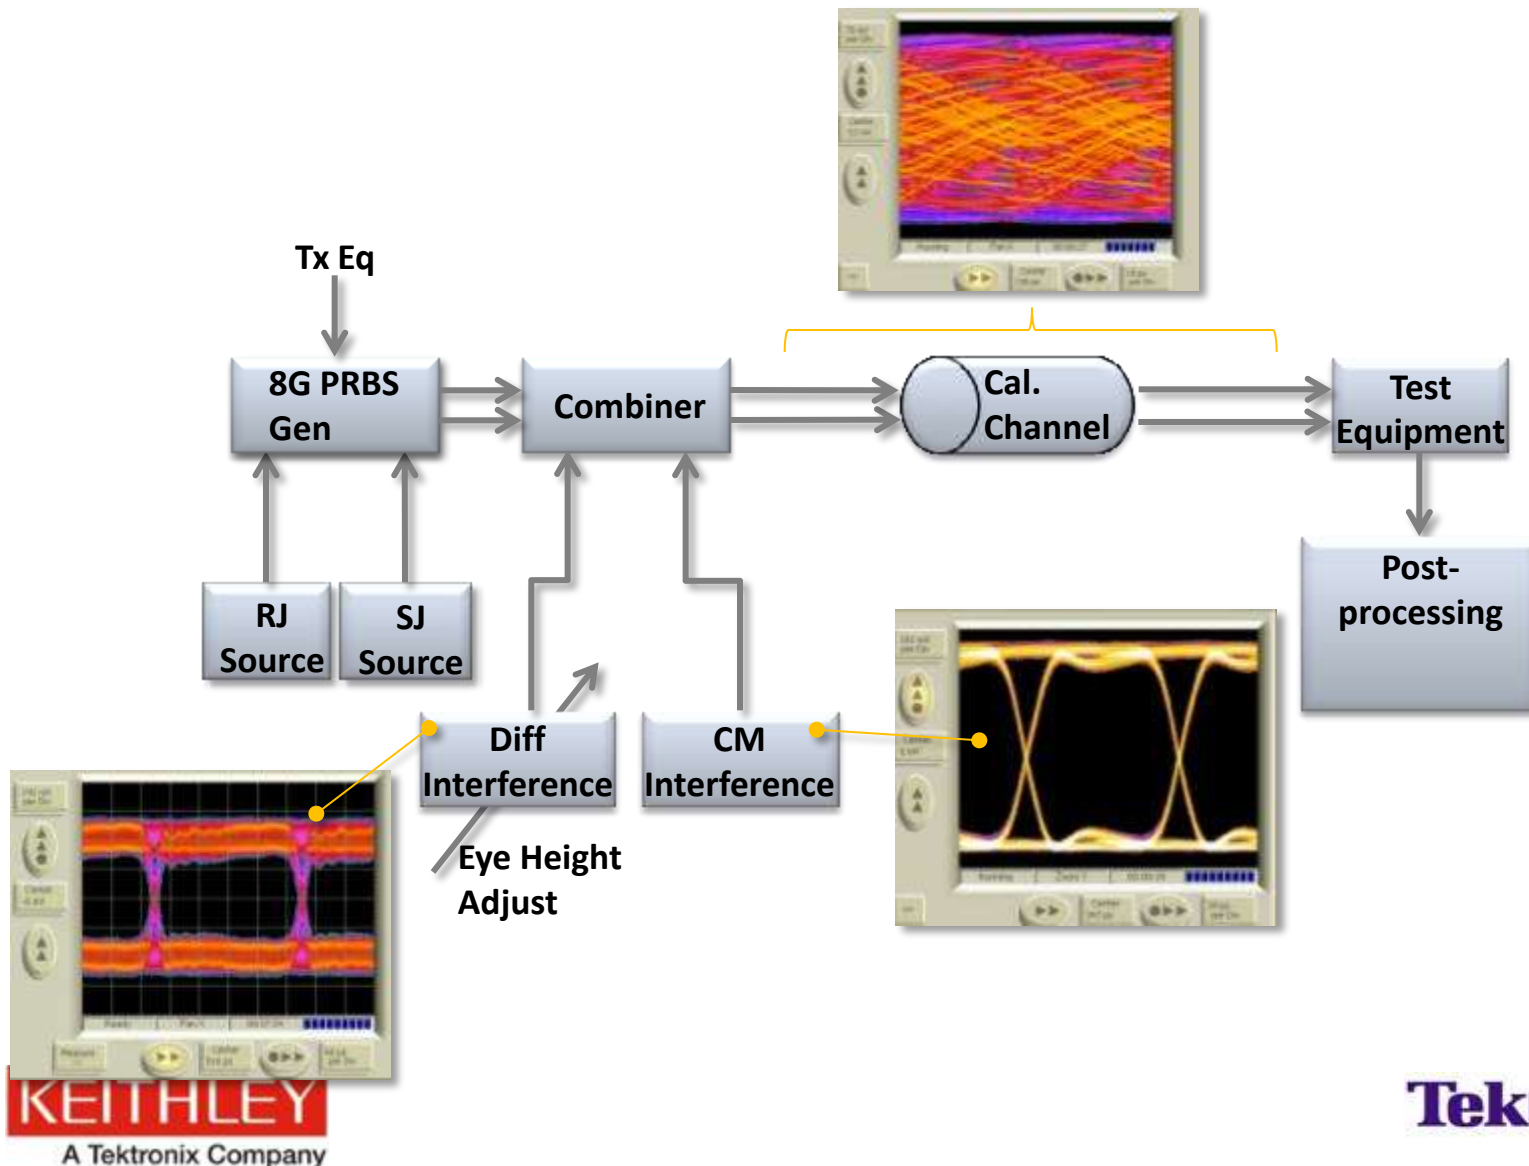 Tx Eq
8G PRBS
Gen
Combiner
Cal.
Channel
Test
Equipment
RJ
Source
SJ
Source
Post-
processing
Diff
Interference
CM
Interference
Eye Height
Adjust
KEITHLEY
A Tektronix Company
Tek